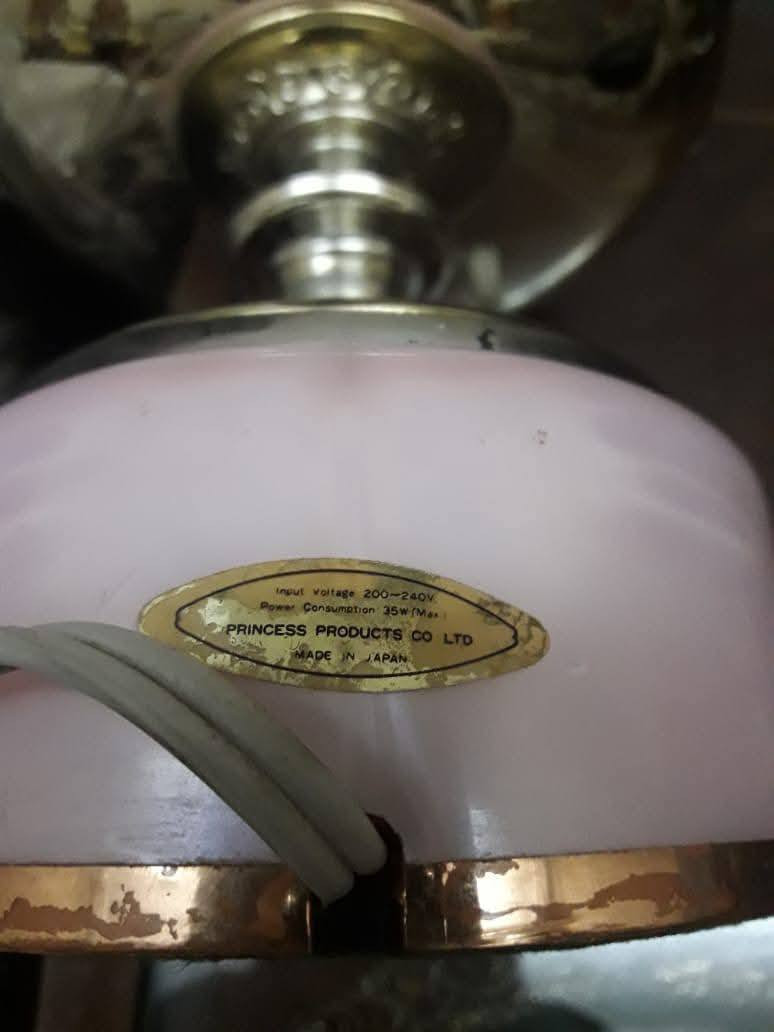 Input Voltage 200~240V
Power Consumption 35W (Max.)
PRINCESS PRODUCTS CO LTD
MADE IN JAPAN